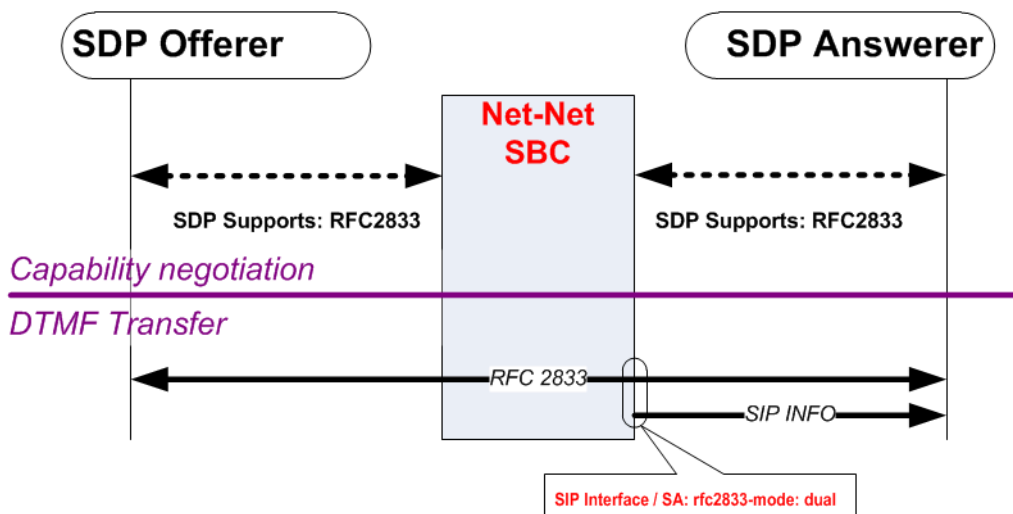 SDP Offerer
SDP Answerer
Net-Net
SBC
SDP Supports: RFC2833
SDP Supports: RFC2833
Capability negotiation
DTMF Transfer
RFC 2833
SIP INFO
SIP Interface / SA: rfc2833-mode: dual